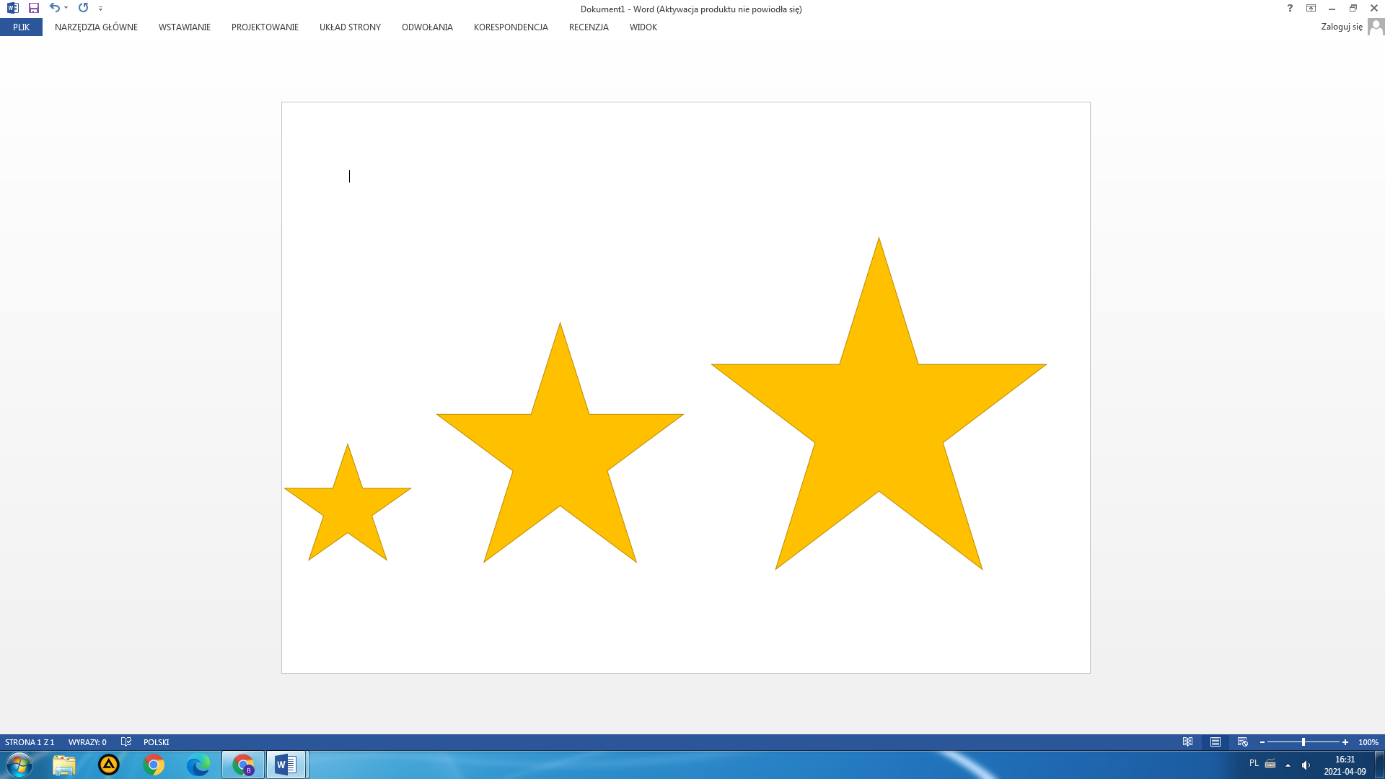 Dokument1 - Word (Aktywacja produktu nie powiodła się)
PLIK NARZĘDZIA GŁÓWNE WSTAWIANIE PROJEKTOWANIE UKŁAD STRONY ODWOŁANIA KORESPONDENCJA RECENZJA WIDOK Zaloguj się
STRONA 1 Z 1 WYRAZY: 0 POLSKI 100%
PL 16:31
2021-04-09